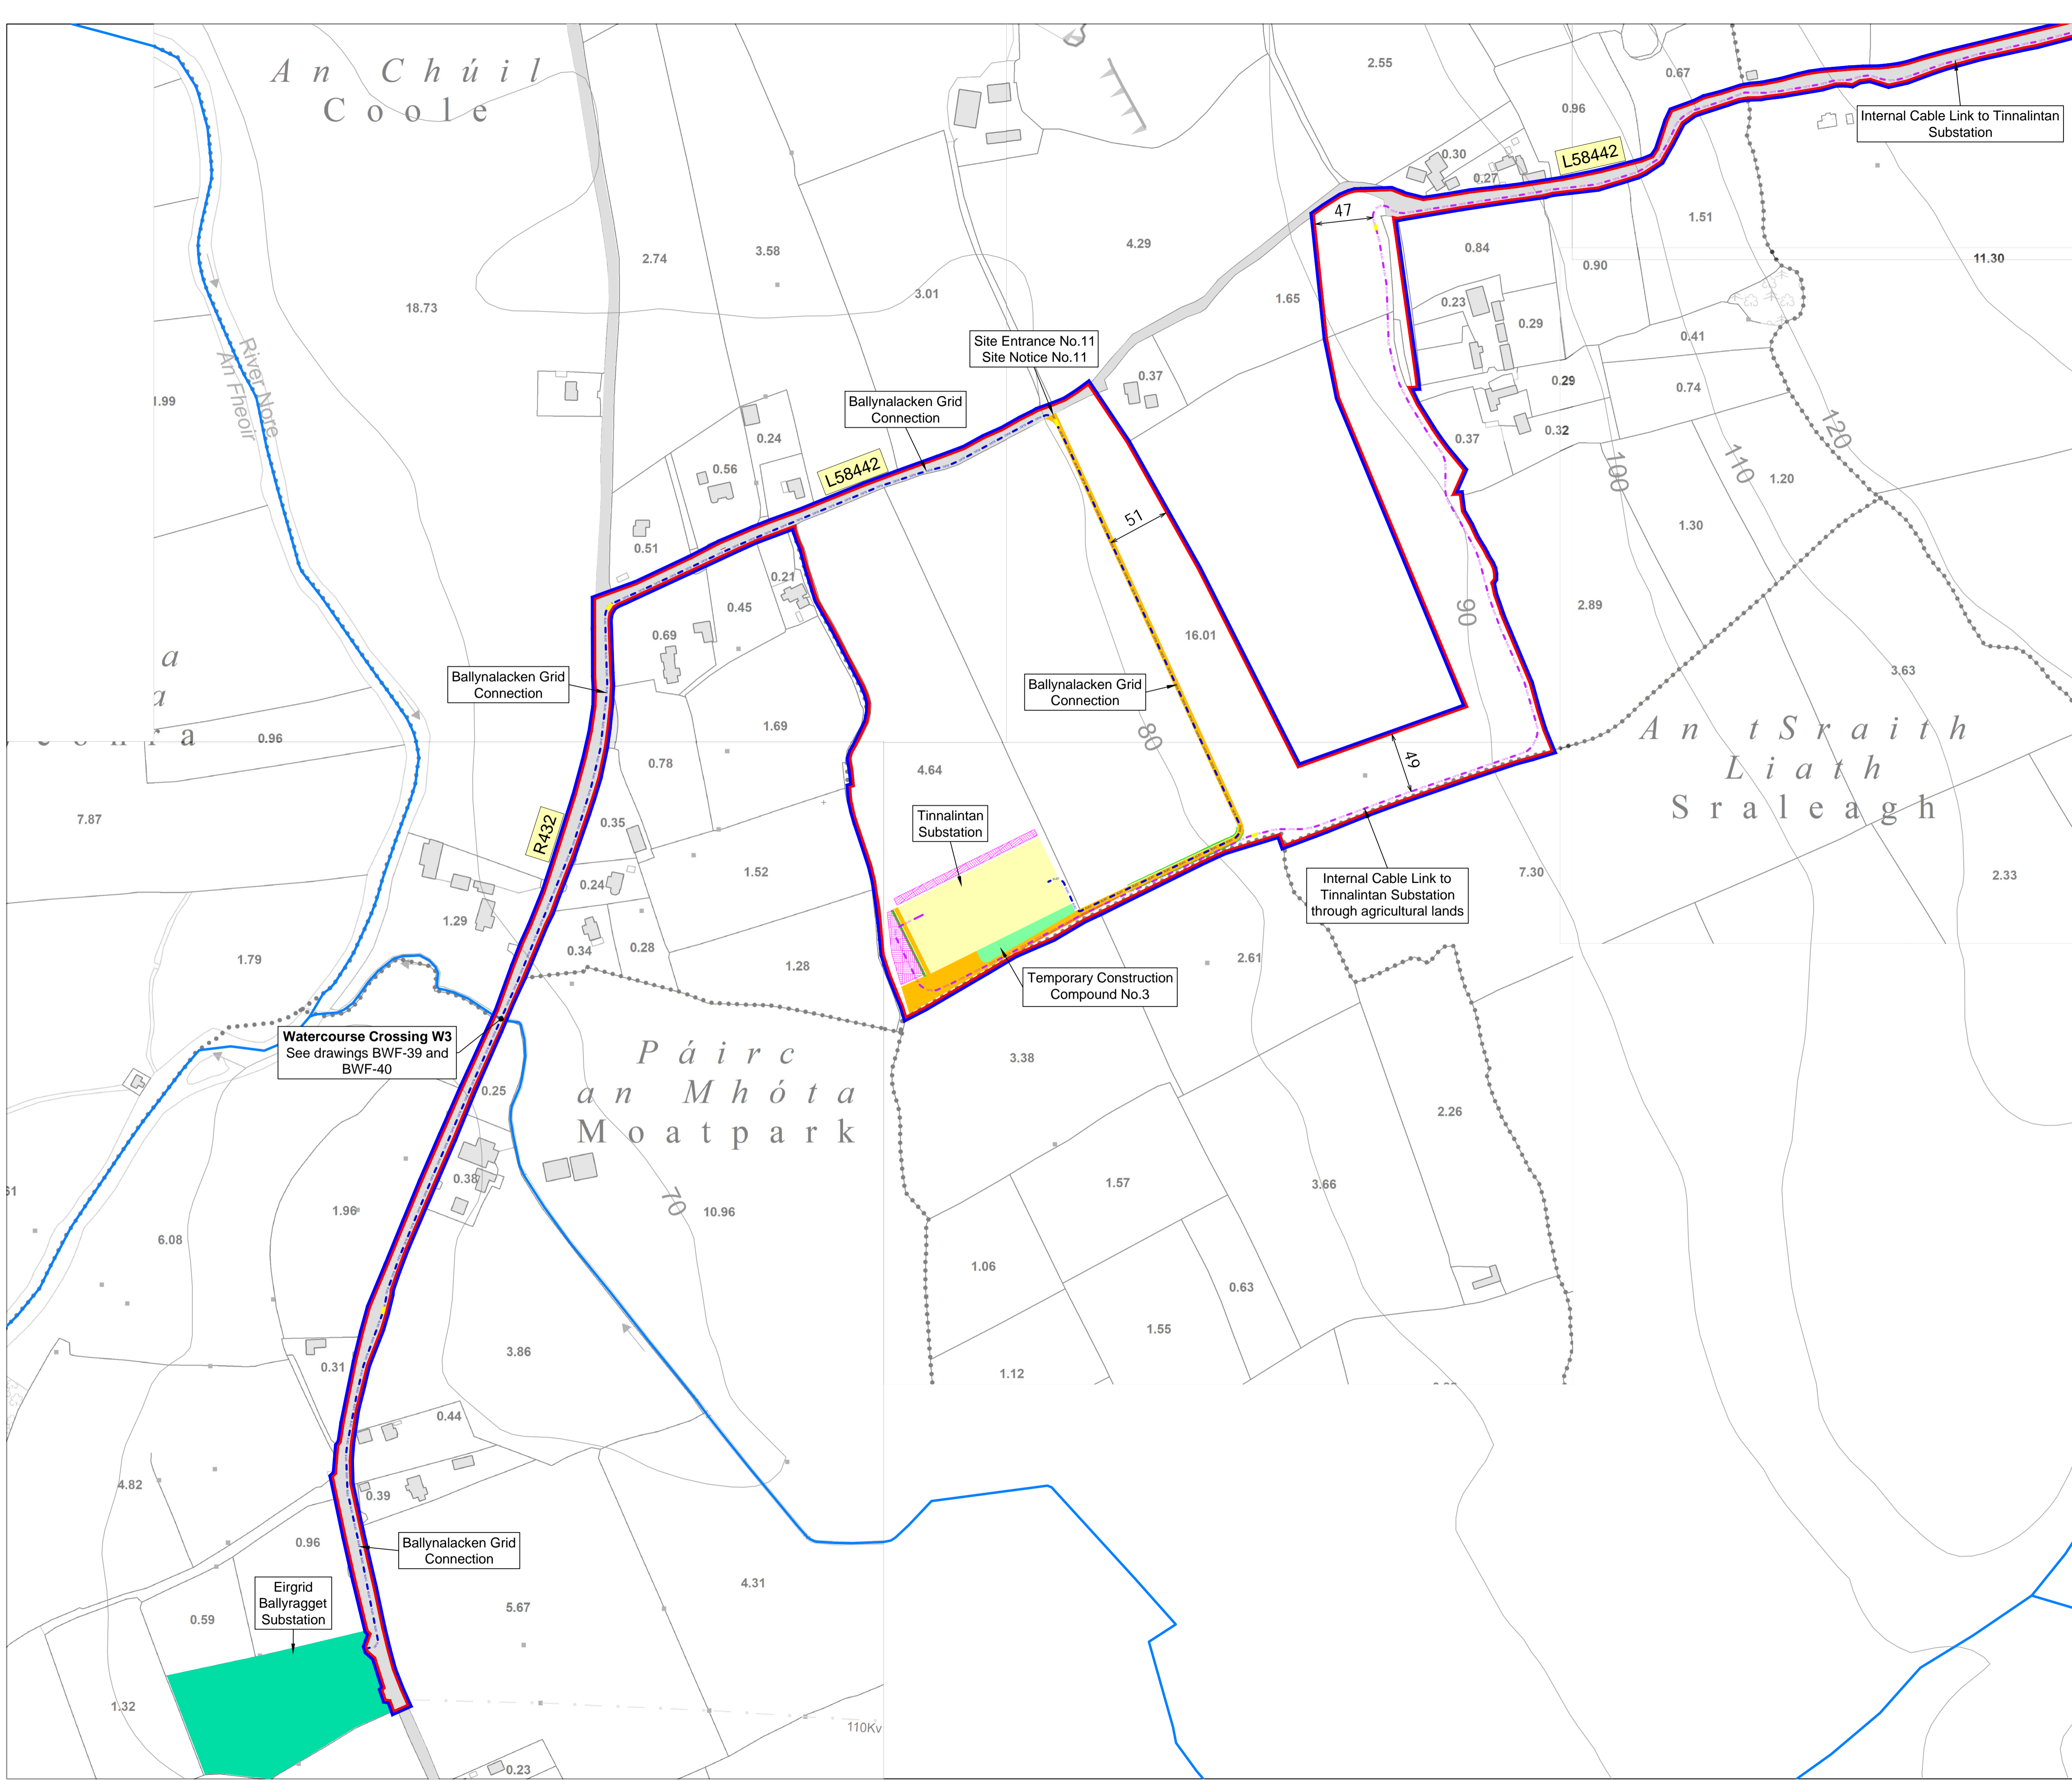 An Chúil
Coole
2.55
0.67
0.96
Internal Cable Link to Tinnalintan
Substation
L58442
0.30
0.27
1.51
47
4.29
3.58
2.74
0.84
0.90
11.30
18.73
3.01
1.65
0.23
0.29
0.41
River Nore
An Fheoir
Site Entrance No.11
Site Notice No.11
0.37
0.29
0.74
1.99
Ballynalacken Grid
Connection
0.24
0.32
0.37
120
110
100
1.20
0.56
L58442
51
1.30
0.51
0.21
0.45
2.89
90
0.69
16.01
a
a
Ballynalacken Grid
Connection
Ballynalacken Grid
Connection
3.63
1.69
80
0.96
0.78
4.64
49
An tSraith
Liath
Sraleagh
7.87
R432
0.35
Tinnalintan
Substation
1.52
0.24
7.30
2.33
Internal Cable Link to
Tinnalintan Substation
through agricultural lands
1.29
0.34
0.28
1.79
1.28
2.61
Temporary Construction
Compound No.3
Watercourse Crossing W3
See drawings BWF-39 and
BWF-40
Páirc
an Mhóta
Moatpark
3.38
0.25
2.26
1.57
3.66
0.38
51
1.96
70
10.96
6.08
1.06
0.63
1.55
3.86
0.31
1.12
0.44
4.82
0.39
0.96
Ballynalacken Grid
Connection
4.31
Eirgrid
Ballyragget
Substation
0.59
5.67
1.32
110Kv
0.23